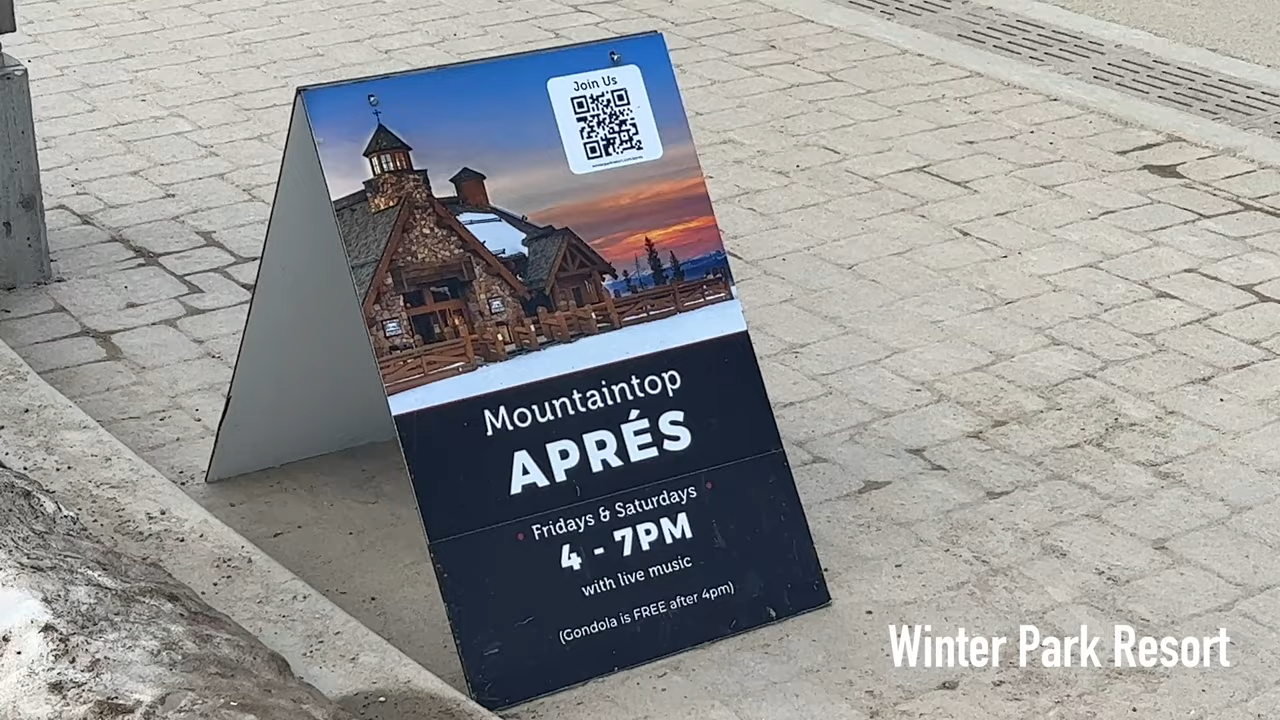 Join Us
Mountaintop
APRÉS
Fridays & Saturdays
4 - 7PM
with live music
(Gondola is FREE after 4pm)
Winter Park Resort